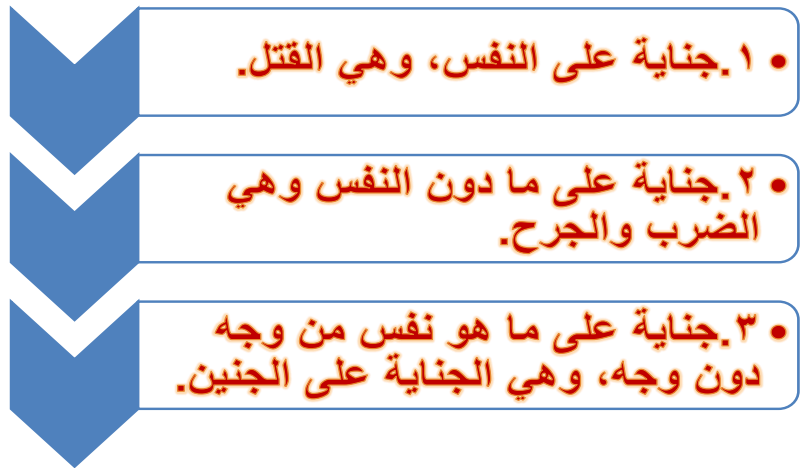 • ١.جناية على النفس، وهي القتل.
• ٢.جناية على ما دون النفس وهي
الضرب والجرح.
• ٣.جناية على ما هو نفس من وجه
دون وجه، وهي الجناية على الجنين.